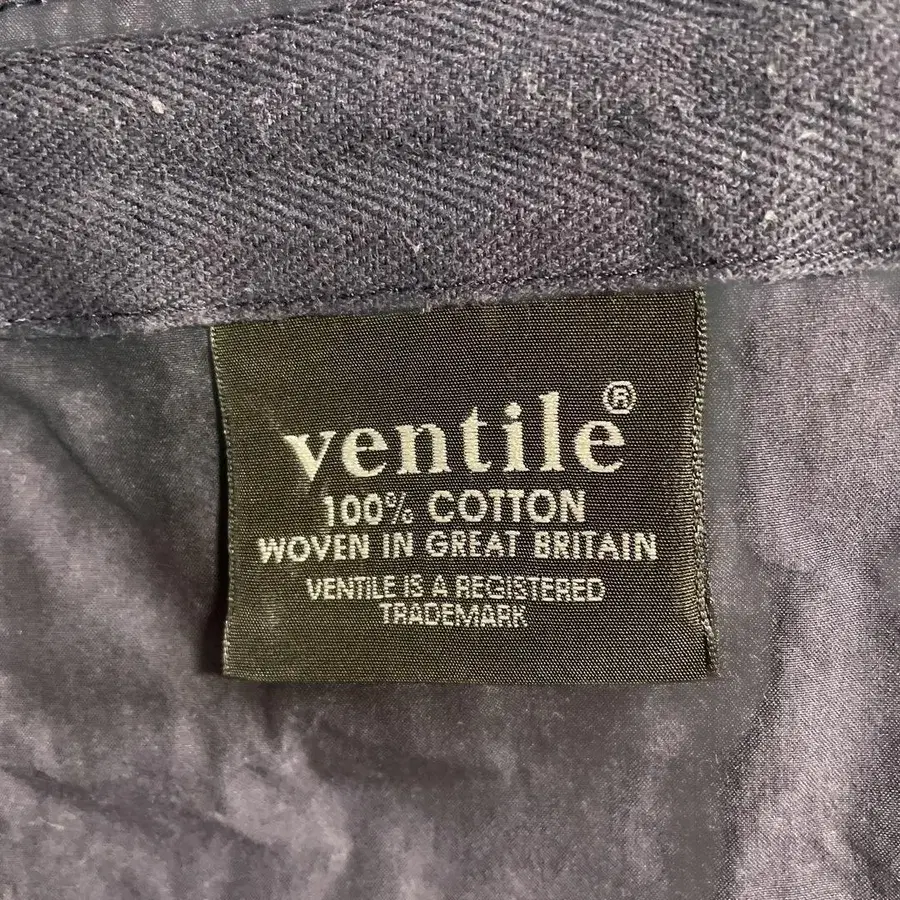 ventile®
100% COTTON
WOVEN IN GREAT BRITAIN
VENTILE IS A REGISTERED
TRADEMARK